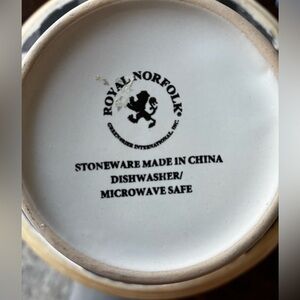 ROYAL NORFOLK®
GREENBRIER INTERNATIONAL, INC.
STONEWARE MADE IN CHINA
DISHWASHER/
MICROWAVE SAFE